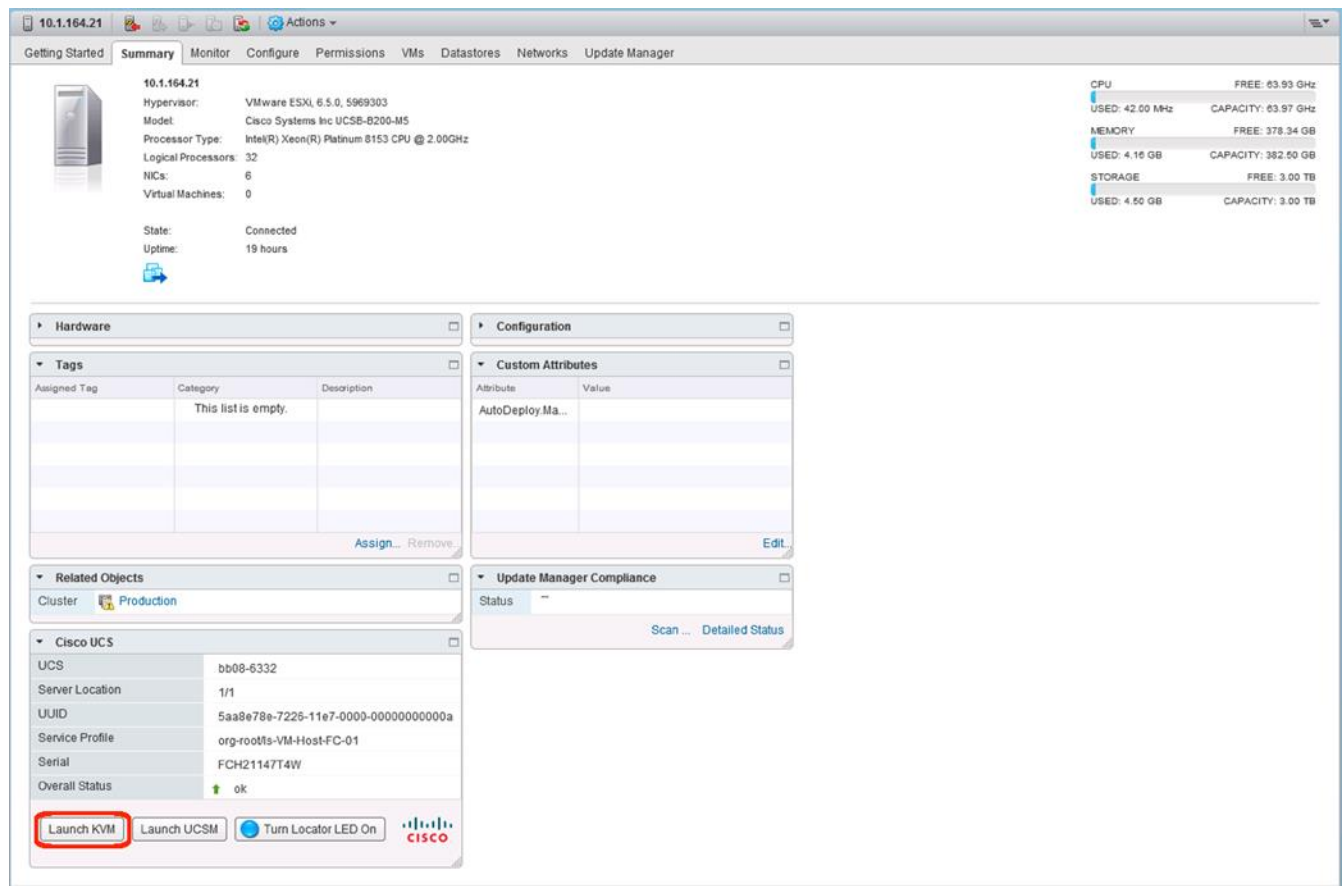 10.1.164.21 Actions
Getting Started Summary Monitor Configure Permissions VMs Datastores Networks Update Manager
10.1.164.21
Hypervisor: VMware ESXi, 6.5.0, 5969303
Model: Cisco Systems Inc UCSB-B200-M5
Processor Type: Intel(R) Xeon(R) Platinum 8153 CPU @ 2.00GHz
Logical Processors: 32
NICs: 6
Virtual Machines: 0
State: Connected
Uptime: 19 hours
CPU FREE: 63.93 GHz
USED: 42.00 MHz CAPACITY: 63.97 GHz
MEMORY FREE: 378.34 GB
USED: 4.16 GB CAPACITY: 382.50 GB
STORAGE FREE: 3.00 TB
USED: 4.50 GB CAPACITY: 3.00 TB
Hardware
Tags
Assigned Tag Category Description
This list is empty.
Assign... Remove...
Related Objects
Cluster Production
Cisco UCS
UCS bb08-6332
Server Location 1/1
UUID 5aa8e78e-7226-11e7-0000-00000000000a
Service Profile org-root/ls-VM-Host-FC-01
Serial FCH21147T4W
Overall Status ok
Launch KVM Launch UCSM Turn Locator LED On CISCO
Configuration
Custom Attributes
Attribute Value
AutoDeploy.Ma...
Edit...
Update Manager Compliance
Status --
Scan ... Detailed Status